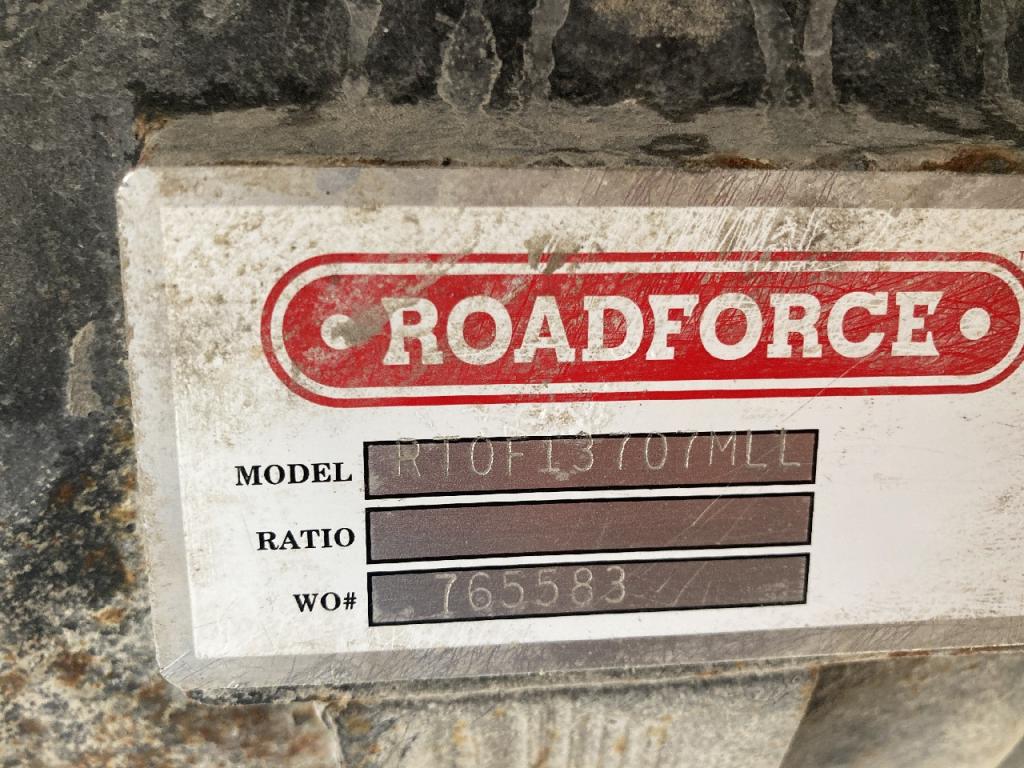 ROADFORCE
MODEL RTOF13707MLL
RATIO
WO# 765583